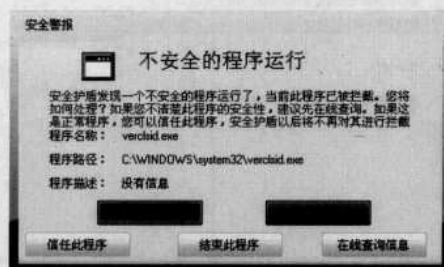 安全警报
不安全的程序运行
安全护盾发现一个不安全的程序运行了，当前此程序已被拦截。您将
如何处理？如果您不清楚此程序的安全性，建议先在线查询。如果这
是正常程序，您可以信任此程序，安全护盾以后将不再对其进行拦截
程序名称： verclsid.exe
程序路径： C:\WINDOWS\system32\verclsid.exe
程序描述： 没有信息
信任此程序 结束此程序 在线查询信息